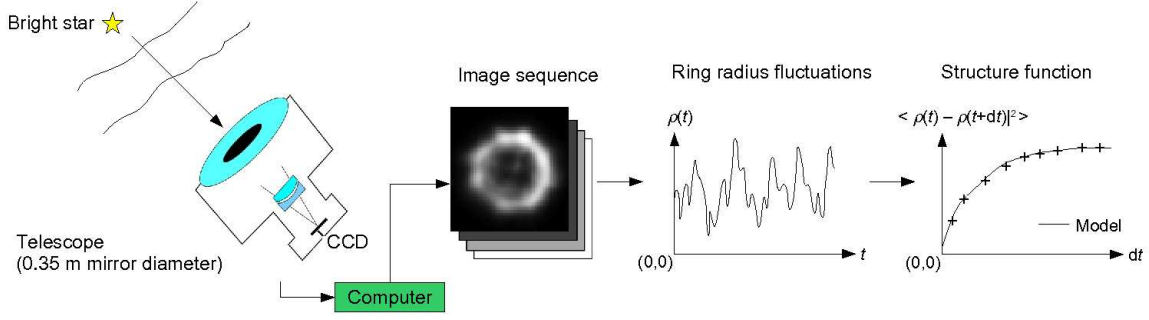 Bright star
Telescope
(0.35 m mirror diameter)
CCD
Computer
Image sequence
Ring radius fluctuations
ρ(t)
(0,0)
t
Structure function
< ρ(t) – ρ(t+dt)|² >
Model
(0,0)
dt